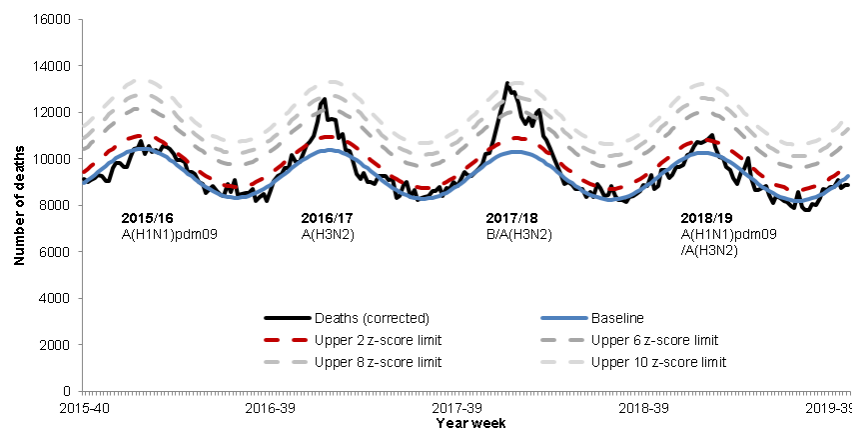 16000
14000
12000
10000
8000
6000
4000
2000
0
Number of deaths
2015/16
A(H1N1)pdm09
2016/17
A(H3N2)
2017/18
B/A(H3N2)
2018/19
A(H1N1)pdm09
/A(H3N2)
Deaths (corrected)
Baseline
Upper 2 z-score limit
Upper 6 z-score limit
Upper 8 z-score limit
Upper 10 z-score limit
2015-40
2016-39
2017-39
2018-39
2019-39
Year week